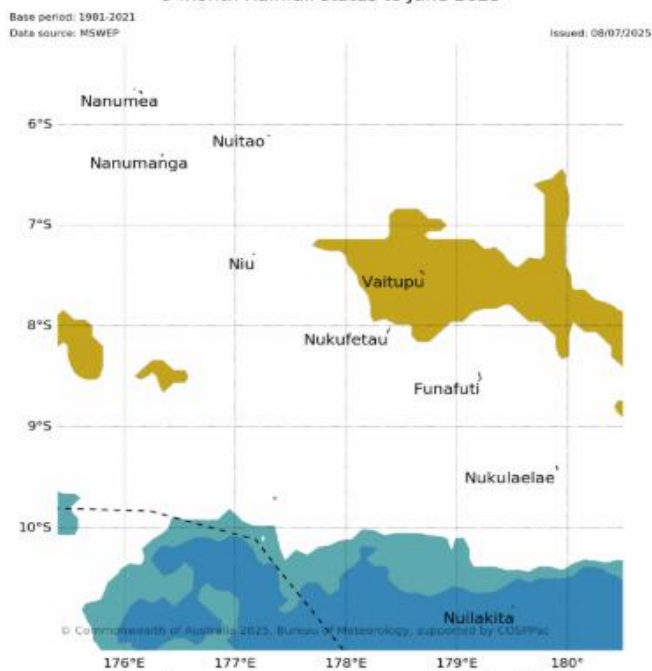 Base period: 1981-2021
Data source: MSWEP
Issued: 08/07/2025
Nanumea
6°S
Nuitao
Nanumanga
7°S
Niu
Vaitupu
8°S
Nukufetau
Funafuti
9°S
Nukulaelae
10°S
Nuilakita
© Commonwealth of Australia 2025, Bureau of Meteorology, supported by COSPPac
176°E
177°E
178°E
179°E
180°